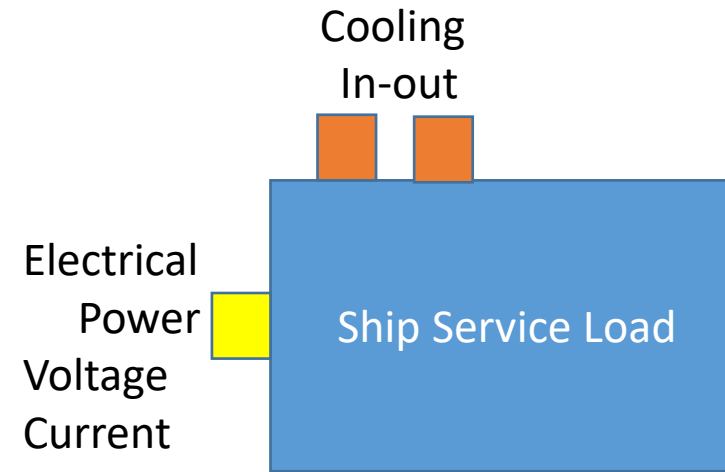 Cooling
In-out
Electrical
Power
Voltage
Current
Ship Service Load